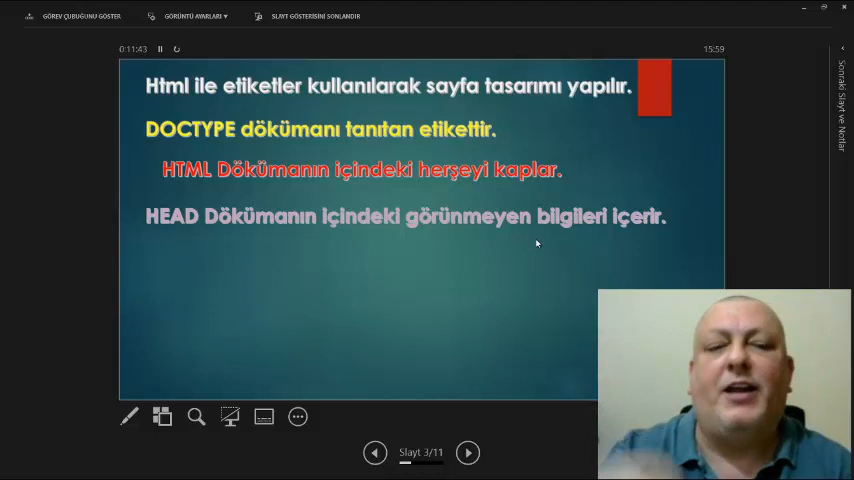 GÖREV ÇUBUĞUNU GÖSTER
GÖRÜNTÜ AYARLARI ▾
SLAYT GÖSTERİSİNİ SONLANDIR
0:11:43
15:59
Html ile etiketler kullanılarak sayfa tasarımı yapılır.
DOCTYPE dökümanı tanıtan etikettir.
HTML Dökümanın içindeki herşeyi kaplar.
HEAD Dökümanın içindeki görünmeyen bilgileri içerir.
Slayt 3/11
Sonraki Slayt ve Notlar